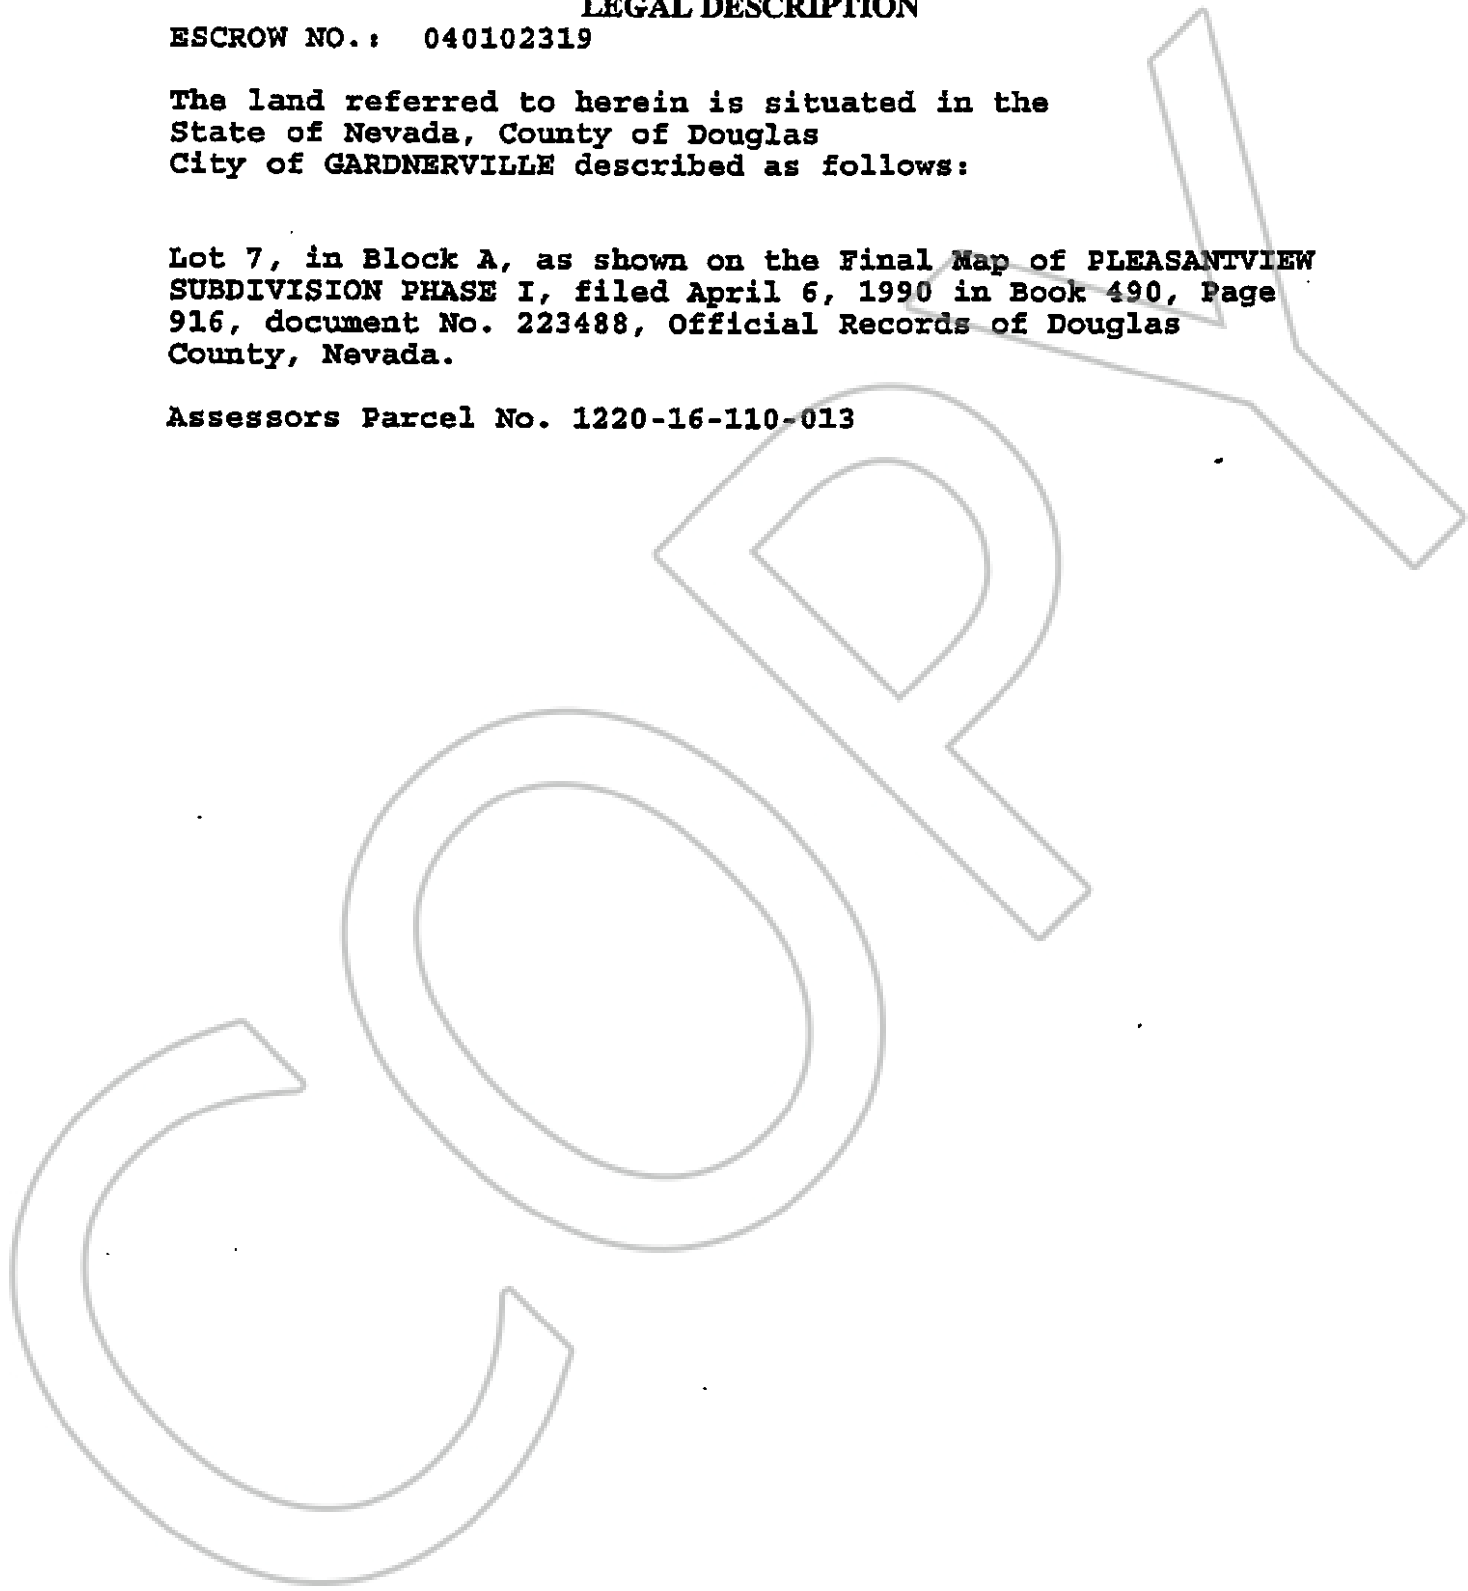 LEGAL DESCRIPTION
ESCROW NO.: 040102319
The land referred to herein is situated in the
State of Nevada, County of Douglas
City of GARDNERVILLE described as follows:
Lot 7, in Block A, as shown on the Final Map of PLEASANTVIEW
SUBDIVISION PHASE I, filed April 6, 1990 in Book 490, Page
916, document No. 223488, Official Records of Douglas
County, Nevada.
Assessors Parcel No. 1220-16-110-013
COPY